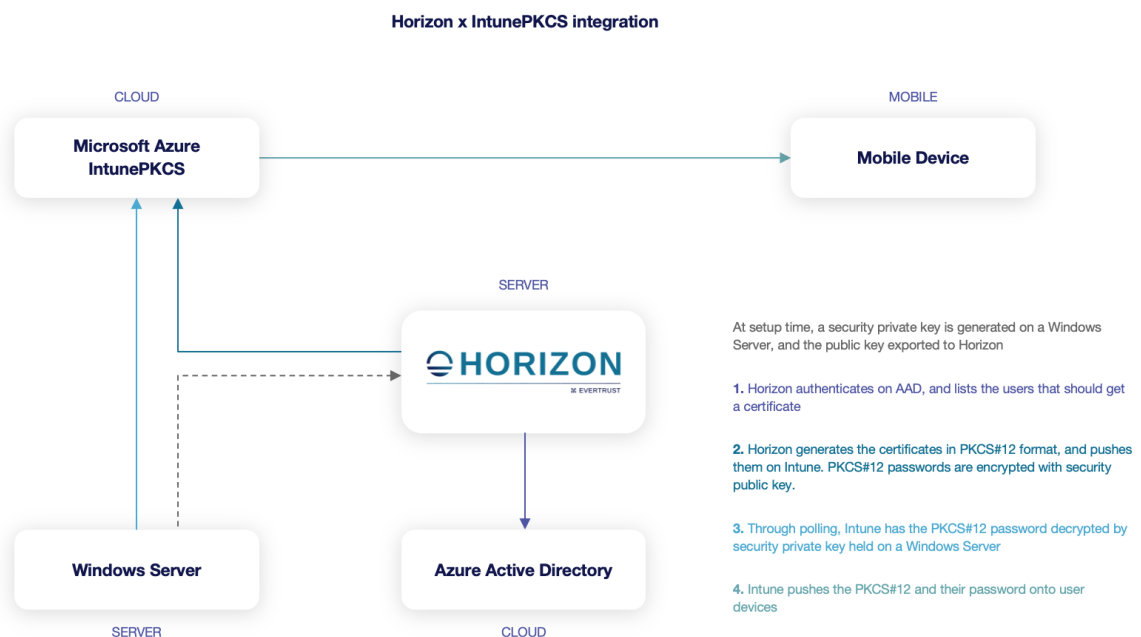 Horizon x IntunePKCS integration
CLOUD
MOBILE
Microsoft Azure
IntunePKCS
Mobile Device
SERVER
HORIZON
EVERTRUST
At setup time, a security private key is generated on a Windows
Server, and the public key exported to Horizon
1. Horizon authenticates on AAD, and lists the users that should get
a certificate
2. Horizon generates the certificates in PKCS#12 format, and pushes
them on Intune. PKCS#12 passwords are encrypted with security
public key.
3. Through polling, Intune has the PKCS#12 password decrypted by
security private key held on a Windows Server
4. Intune pushes the PKCS#12 and their password onto user
devices
Windows Server
Azure Active Directory
SERVER
CLOUD